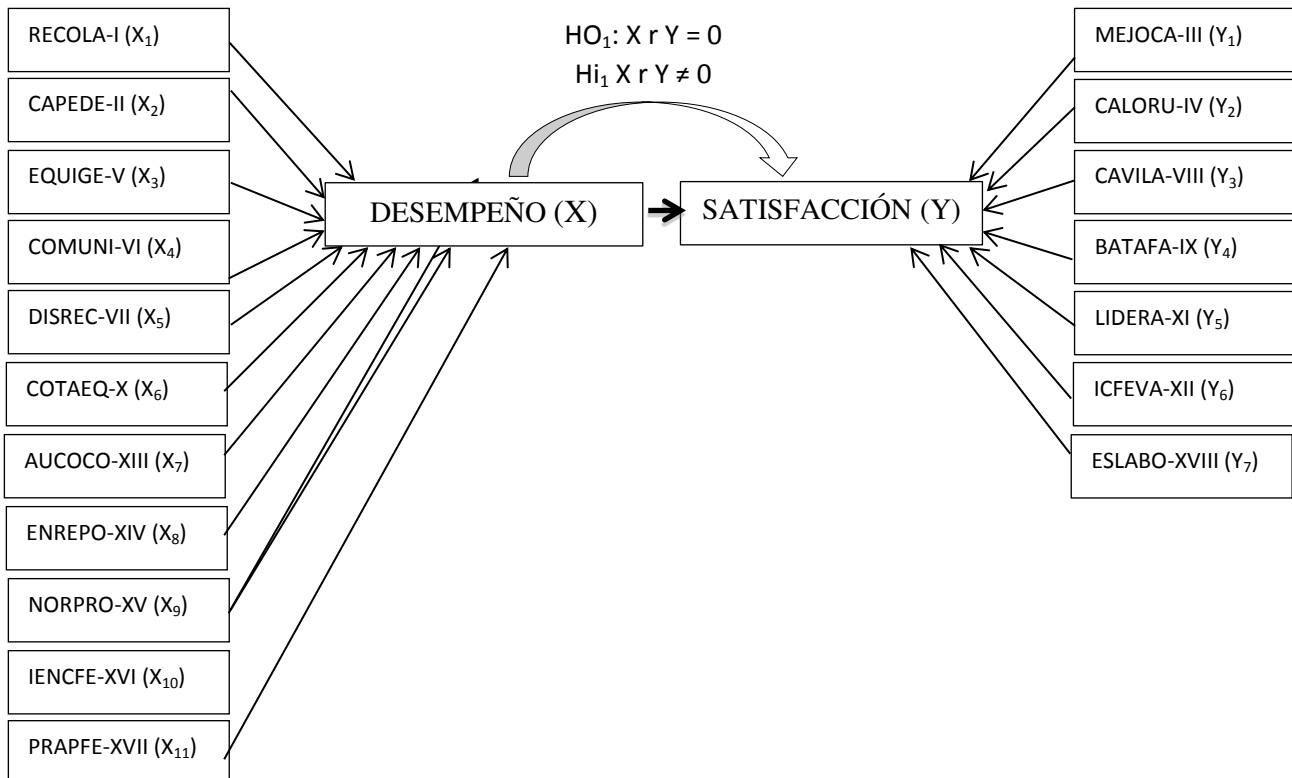 RECOLA-I (X₁)
CAPEDE-II (X₂)
EQUIGE-V (X₃)
COMUNI-VI (X₄)
DISREC-VII (X₅)
COTAEQ-X (X₆)
AUCOCO-XIII (X₇)
ENREPO-XIV (X₈)
NORPRO-XV (X₉)
IENCFE-XVI (X₁₀)
PRAPFE-XVII (X₁₁)
HO₁: X r Y = 0
Hi₁ X r Y ≠ 0
DESEMPEÑO (X)
SATISFACCIÓN (Y)
MEJOCA-III (Y₁)
CALORU-IV (Y₂)
CAVILA-VIII (Y₃)
BATAFA-IX (Y₄)
LIDERA-XI (Y₅)
ICFEVA-XII (Y₆)
ESLABO-XVIII (Y₇)